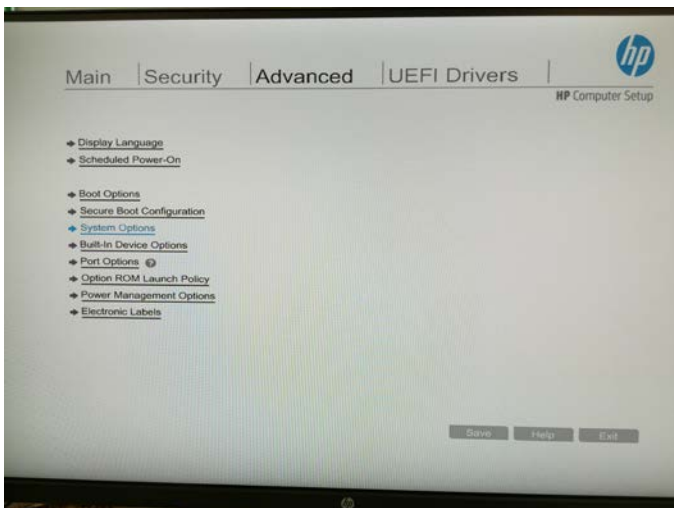 hp
Main Security Advanced UEFI Drivers
HP Computer Setup
Display Language
Scheduled Power-On
Boot Options
Secure Boot Configuration
System Options
Built-In Device Options
Port Options ?
Option ROM Launch Policy
Power Management Options
Electronic Labels
Save Help Exit
hp